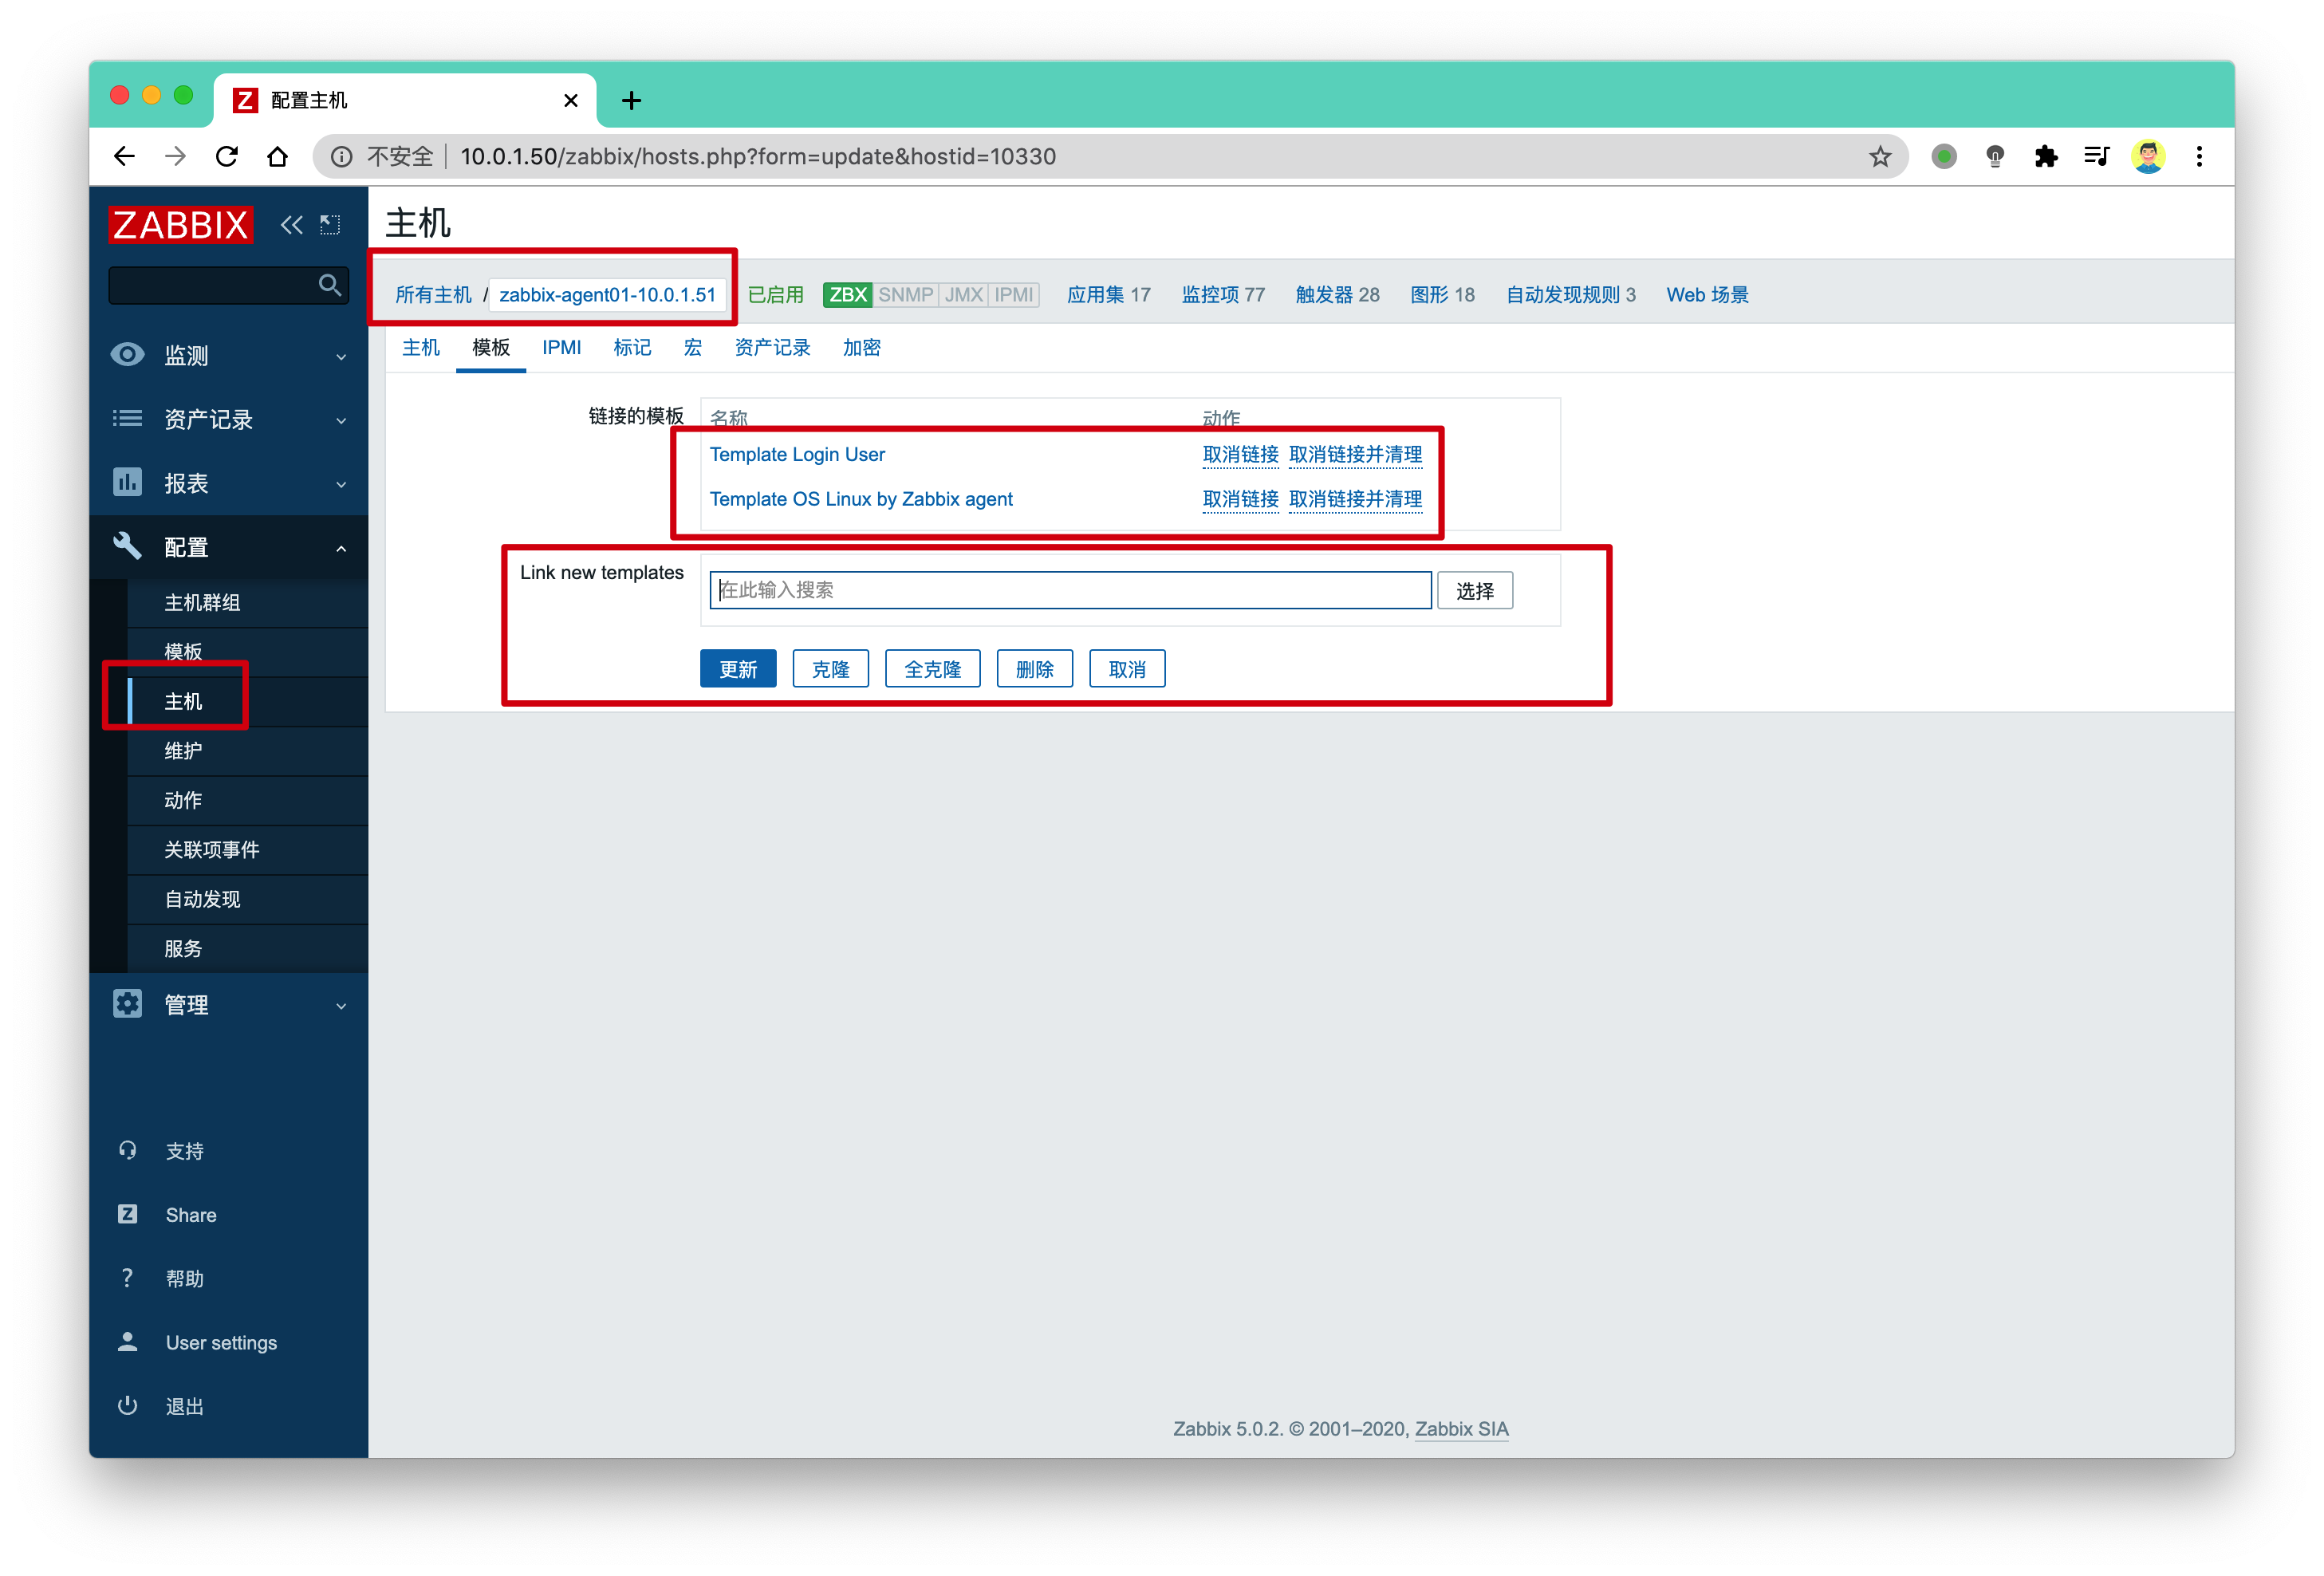 Z 配置主机
不安全 10.0.1.50/zabbix/hosts.php?form=update&hostid=10330
ZABBIX
监测
资产记录
报表
配置
主机群组
模板
主机
维护
动作
关联项事件
自动发现
服务
管理
支持
Z Share
? 帮助
User settings
退出
主机
所有主机 / zabbix-agent01-10.0.1.51 已启用 ZBX SNMP JMX IPMI 应用集 17 监控项 77 触发器 28 图形 18 自动发现规则 3 Web 场景
主机 模板 IPMI 标记 宏 资产记录 加密
链接的模板 名称 动作
Template Login User 取消链接 取消链接并清理
Template OS Linux by Zabbix agent 取消链接 取消链接并清理
Link new templates 在此输入搜索 选择
更新 克隆 全克隆 删除 取消
Zabbix 5.0.2. © 2001–2020, Zabbix SIA